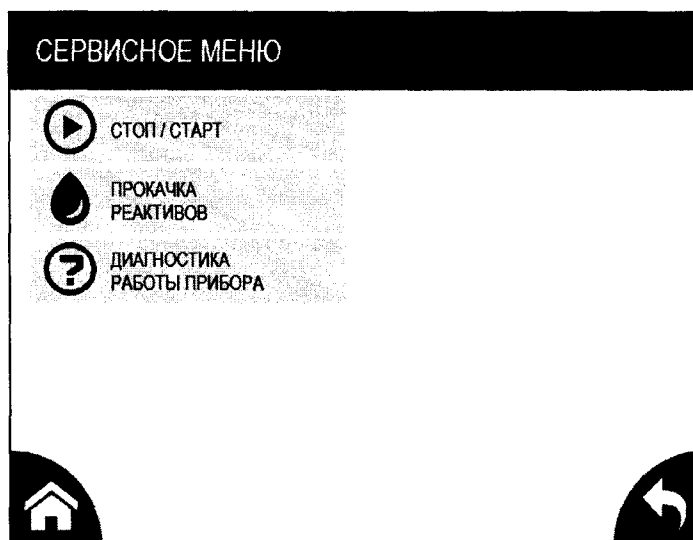 СЕРВИСНОЕ МЕНЮ
СТОП / СТАРТ
ПРОКАЧКА
РЕАКТИВОВ
ДИАГНОСТИКА
РАБОТЫ ПРИБОРА